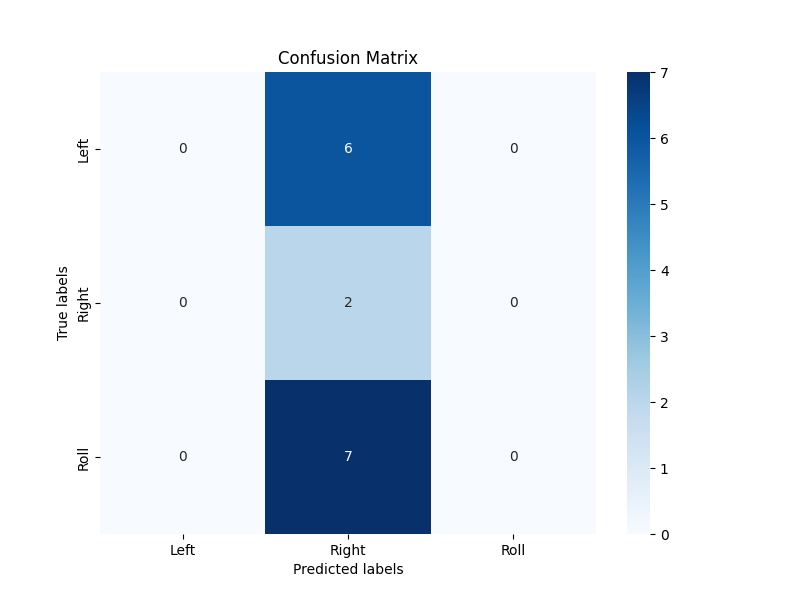 Confusion Matrix
7
6
5
4
3
2
1
0
True labels
Left
0 6 0
Right
0 2 0
Roll
0 7 0
Left Right Roll
Predicted labels